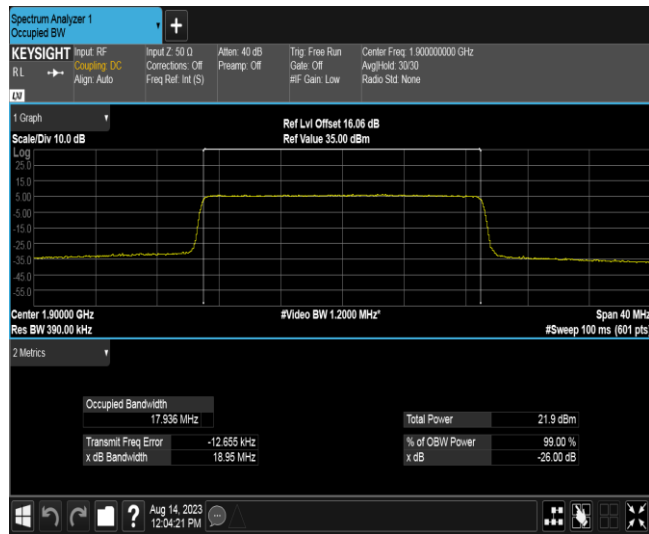 Spectrum Analyzer 1
Occupied BW
+
KEYSIGHT
RL
LXI
Input: RF
Coupling: DC
Align: Auto
Input Z: 50 Ω
Corrections: Off
Freq Ref: Int (S)
Atten: 40 dB
Preamp: Off
Trig: Free Run
Gate: Off
#IF Gain: Low
Center Freq: 1.900000000 GHz
Avg|Hold: 30/30
Radio Std: None
1 Graph
Scale/Div 10.0 dB
Ref Lvl Offset 16.06 dB
Ref Value 35.00 dBm
Log
25.0
15.0
5.00
-5.00
-15.0
-25.0
-35.0
-45.0
-55.0
Center 1.90000 GHz
#Video BW 1.2000 MHz*
Span 40 MHz
Res BW 390.00 kHz
#Sweep 100 ms (601 pts)
2 Metrics
Occupied Bandwidth
17.936 MHz
Total Power 21.9 dBm
Transmit Freq Error -12.655 kHz
% of OBW Power 99.00 %
x dB Bandwidth 18.95 MHz
x dB -26.00 dB
?
Aug 14, 2023
12:04:21 PM